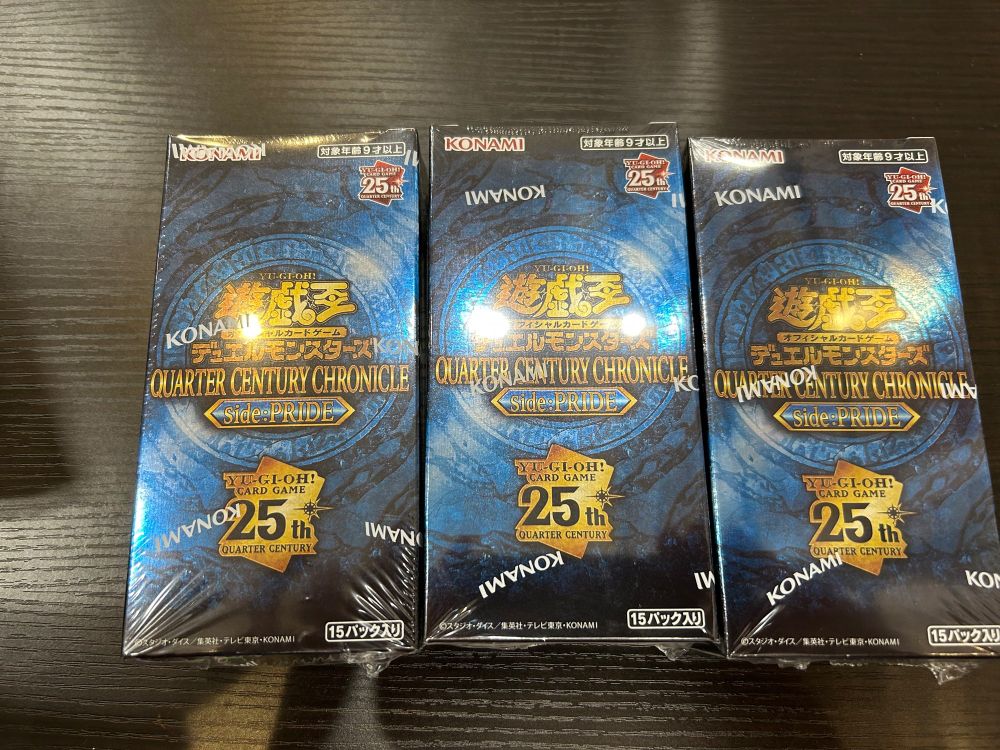 KONAMI
対象年齢9才以上
YU-GI-OH!
CARD GAME
25th
QUARTER CENTURY
YU-GI-OH!
遊戯王
オフィシャルカードゲーム
デュエルモンスターズ
QUARTER CENTURY CHRONICLE
side:PRIDE
KONAMI
KONAMI
YU-GI-OH!
CARD GAME
25th
QUARTER CENTURY
©スタジオ・ダイス/集英社・テレビ東京・KONAMI
15パック入り
KONAMI
対象年齢9才以上
YU-GI-OH!
CARD GAME
25th
QUARTER CENTURY
KONAMI
YU-GI-OH!
遊戯王
オフィシャルカードゲーム
デュエルモンスターズ
QUARTER CENTURY CHRONICLE
KONAMI
side:PRIDE
YU-GI-OH!
CARD GAME
25th
QUARTER CENTURY
KONAMI
©スタジオ・ダイス/集英社・テレビ東京・KONAMI
15パック入り
KONAMI
対象年齢9才以上
YU-GI-OH!
CARD GAME
25th
QUARTER CENTURY
KONAMI
YU-GI-OH!
遊戯王
オフィシャルカードゲーム
デュエルモンスターズ
QUARTER CENTURY CHRONICLE
KONAMI
side:PRIDE
YU-GI-OH!
CARD GAME
25th
QUARTER CENTURY
KONAMI
©スタジオ・ダイス/集英社・テレビ東京・KONAMI
15パック入り